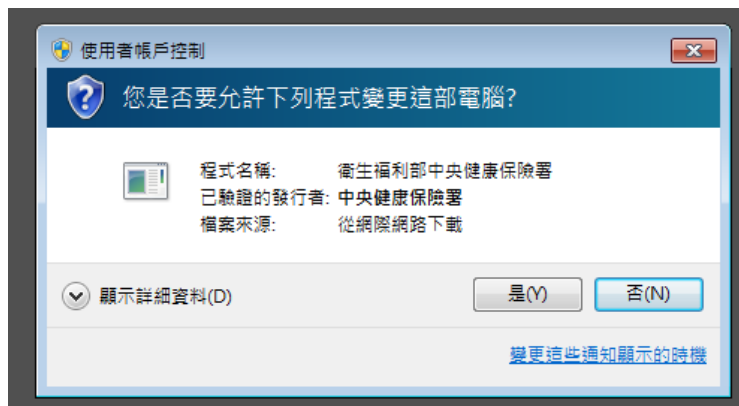 使用者帳戶控制
您是否要允許下列程式變更這部電腦?
程式名稱: 衛生福利部中央健康保險署
已驗證的發行者: 中央健康保險署
檔案來源: 從網際網路下載
顯示詳細資料(D) 是(Y) 否(N)
變更這些通知顯示的時機